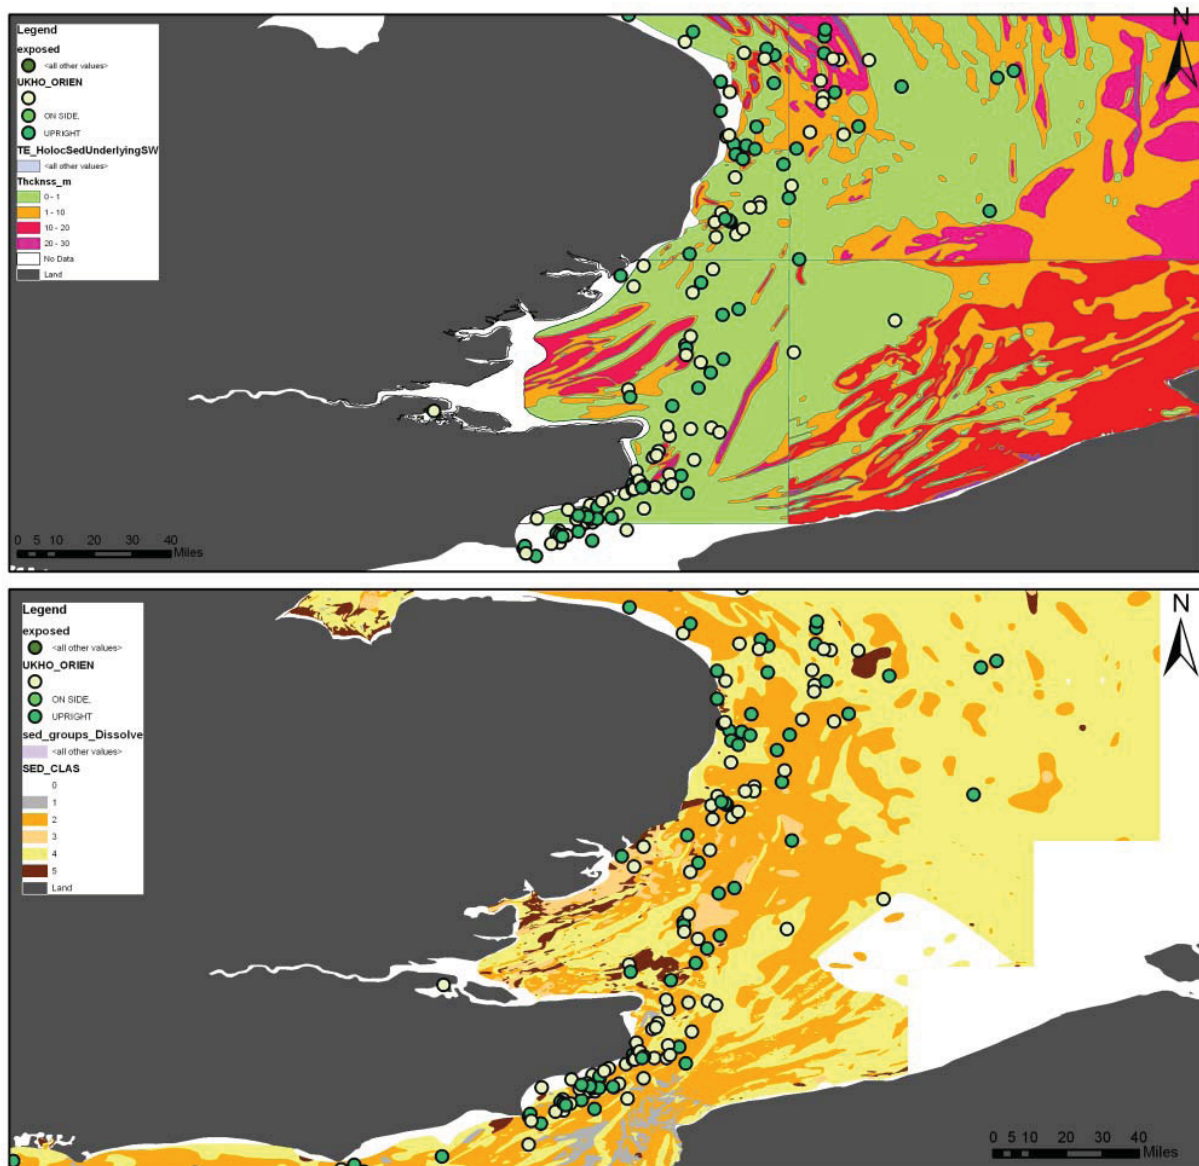 Legend
exposed
<all other values>
UKHO_ORIEN
ON SIDE,
UPRIGHT
TE_HolocSedUnderlyingSW
<all other values>
Thcknss_m
0 - 1
1 - 10
10 - 20
20 - 30
No Data
Land
N
0 5 10 20 30 40
Miles
Legend
exposed
<all other values>
UKHO_ORIEN
ON SIDE,
UPRIGHT
sed_groups_Dissolve
<all other values>
SED_CLAS
0
1
2
3
4
5
Land
N
0 5 10 20 30 40
Miles